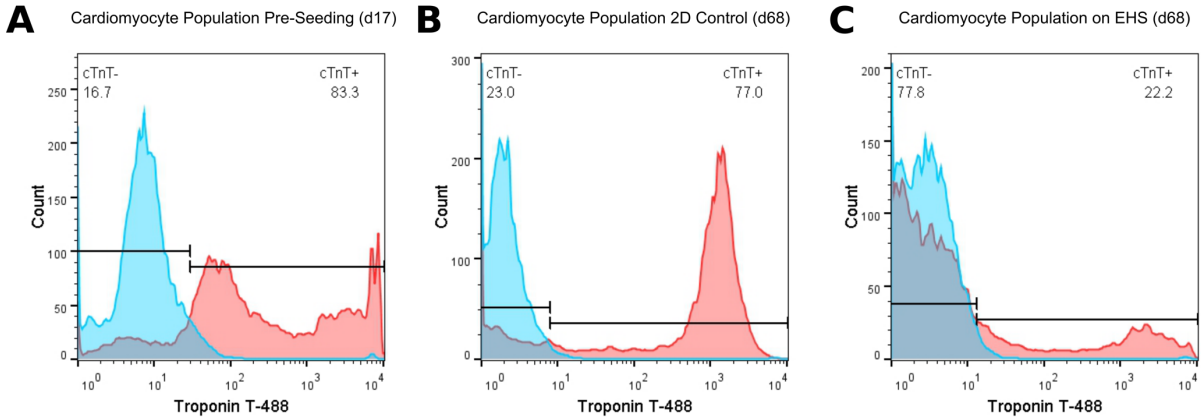 A
Cardiomyocyte Population Pre-Seeding (d17)
cTnT-
16.7
cTnT+
83.3
250
200
150
100
50
0
Count
10^0
10^1
10^2
10^3
10^4
Troponin T-488
B
Cardiomyocyte Population 2D Control (d68)
cTnT-
23.0
cTnT+
77.0
300
200
100
0
Count
10^0
10^1
10^2
10^3
10^4
Troponin T-488
C
Cardiomyocyte Population on EHS (d68)
cTnT-
77.8
cTnT+
22.2
200
150
100
50
0
Count
10^0
10^1
10^2
10^3
10^4
Troponin T-488